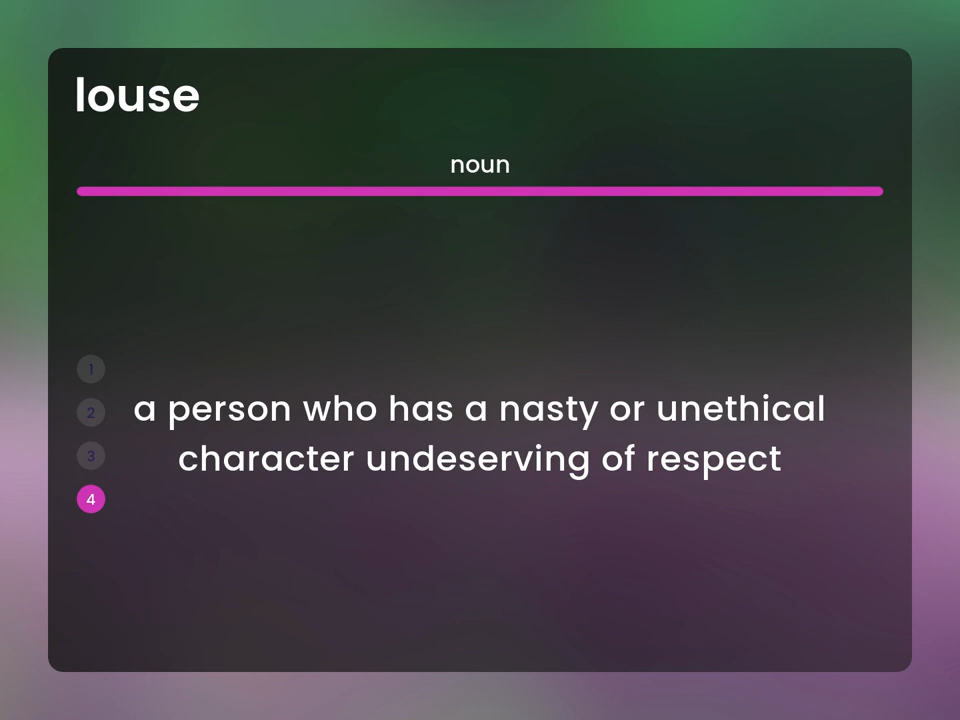 louse
noun
1
2
3
4
a person who has a nasty or unethical
character undeserving of respect